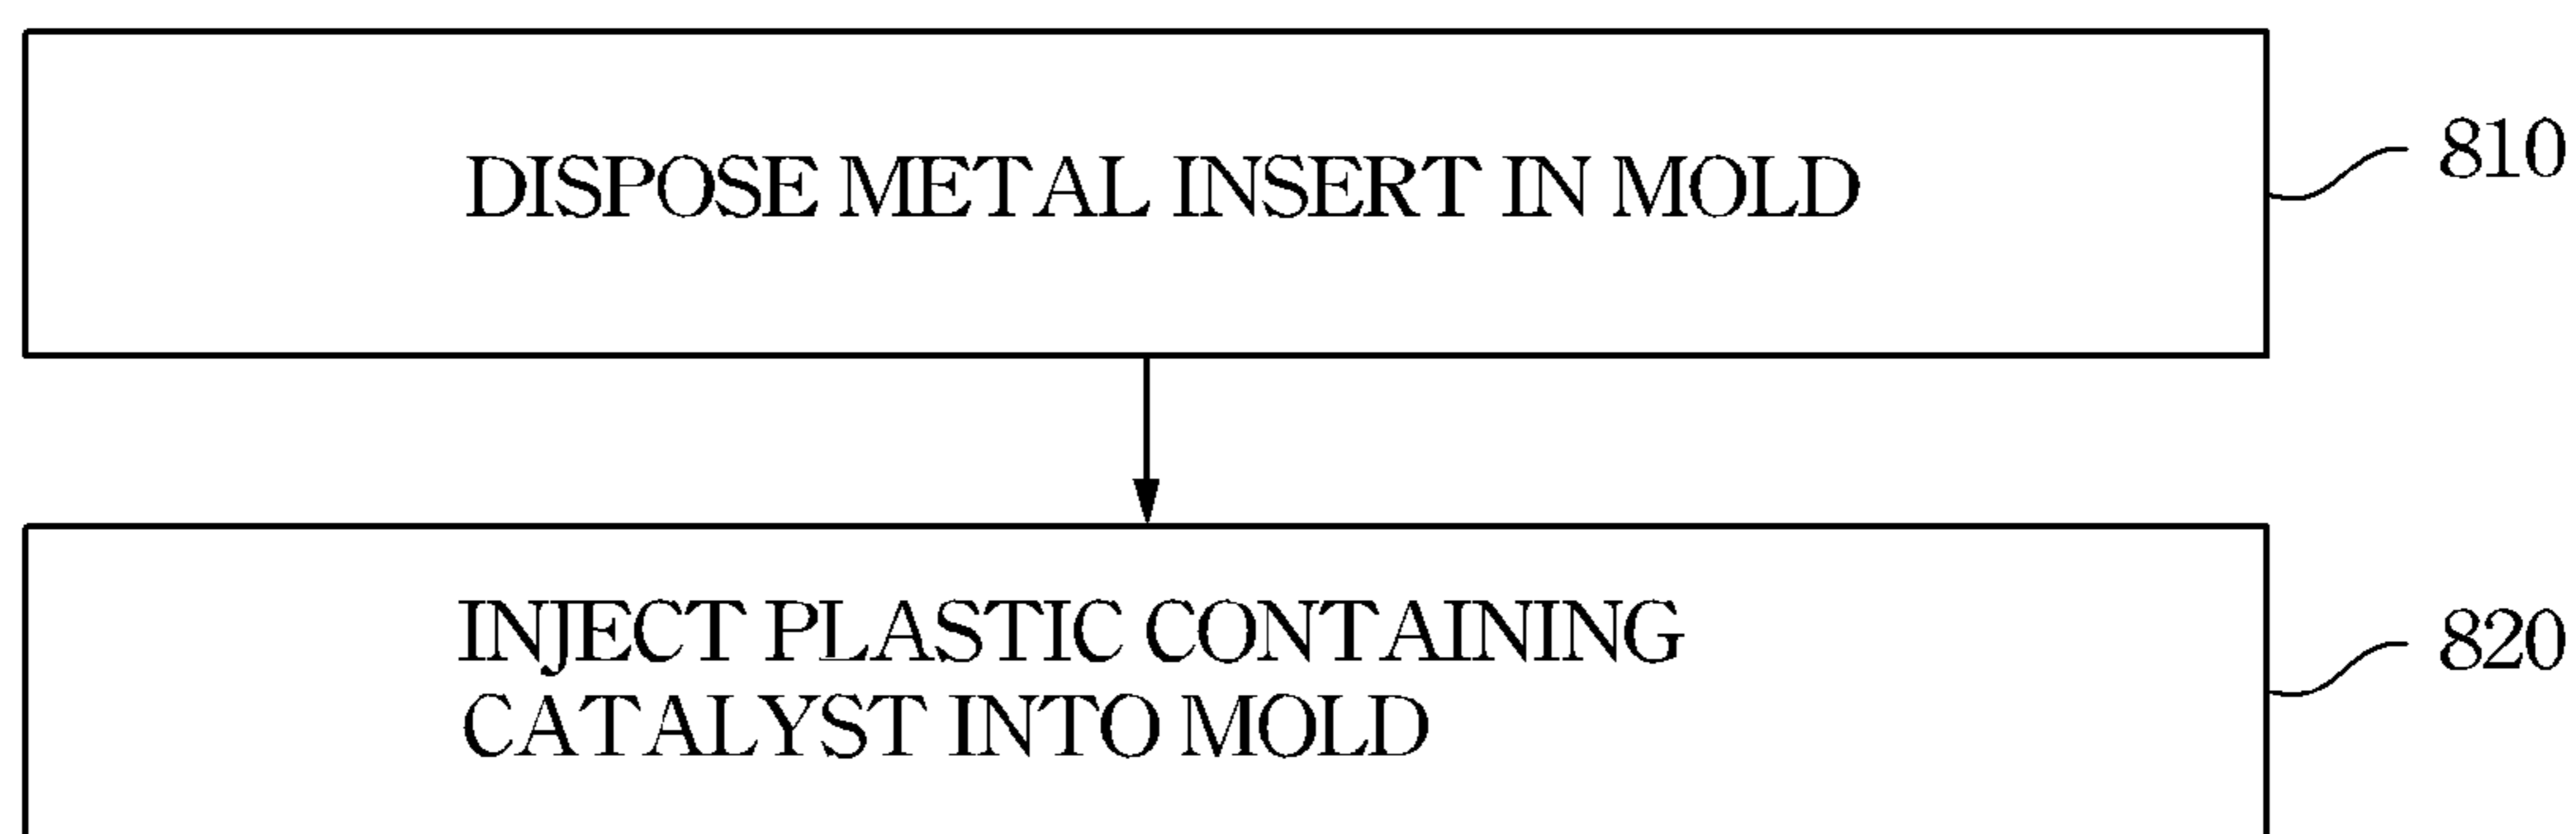 DISPOSE METAL INSERT IN MOLD
810
INJECT PLASTIC CONTAINING
CATALYST INTO MOLD
820